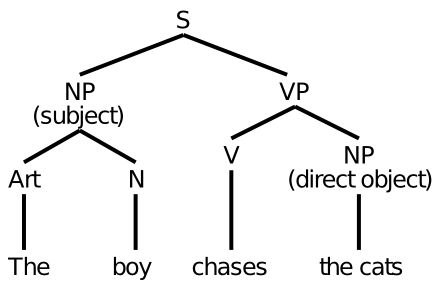 S
NP VP
(subject)
Art N V NP
(direct object)
The boy chases the cats